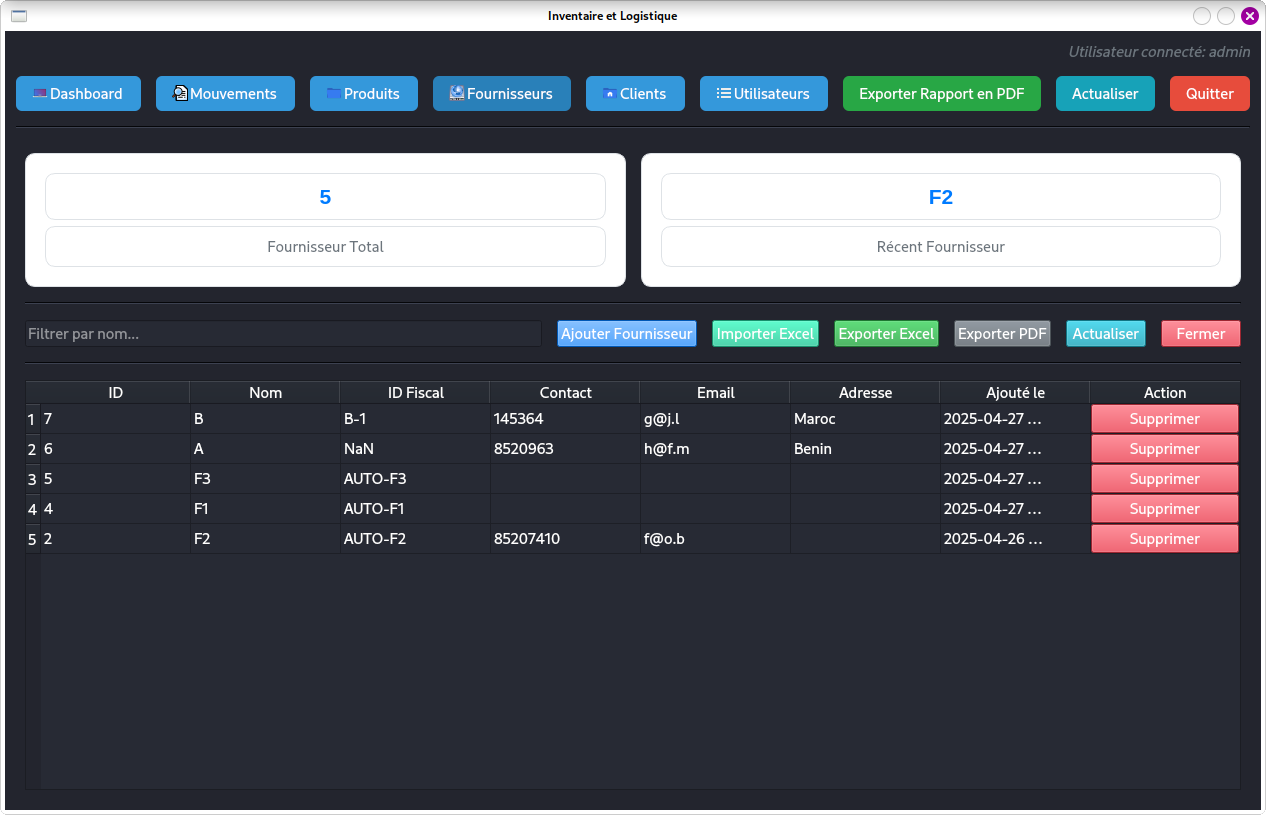 Inventaire et Logistique
Utilisateur connecté: admin
Dashboard Mouvements Produits Fournisseurs Clients Utilisateurs Exporter Rapport en PDF Actualiser Quitter
5 F2
Fournisseur Total Récent Fournisseur
Filtrer par nom... Ajouter Fournisseur Importer Excel Exporter Excel Exporter PDF Actualiser Fermer
ID Nom ID Fiscal Contact Email Adresse Ajouté le Action
1 7 B B-1 145364 g@j.l Maroc 2025-04-27 ... Supprimer
2 6 A NaN 8520963 h@f.m Benin 2025-04-27 ... Supprimer
3 5 F3 AUTO-F3 2025-04-27 ... Supprimer
4 4 F1 AUTO-F1 2025-04-27 ... Supprimer
5 2 F2 AUTO-F2 85207410 f@o.b 2025-04-26 ... Supprimer